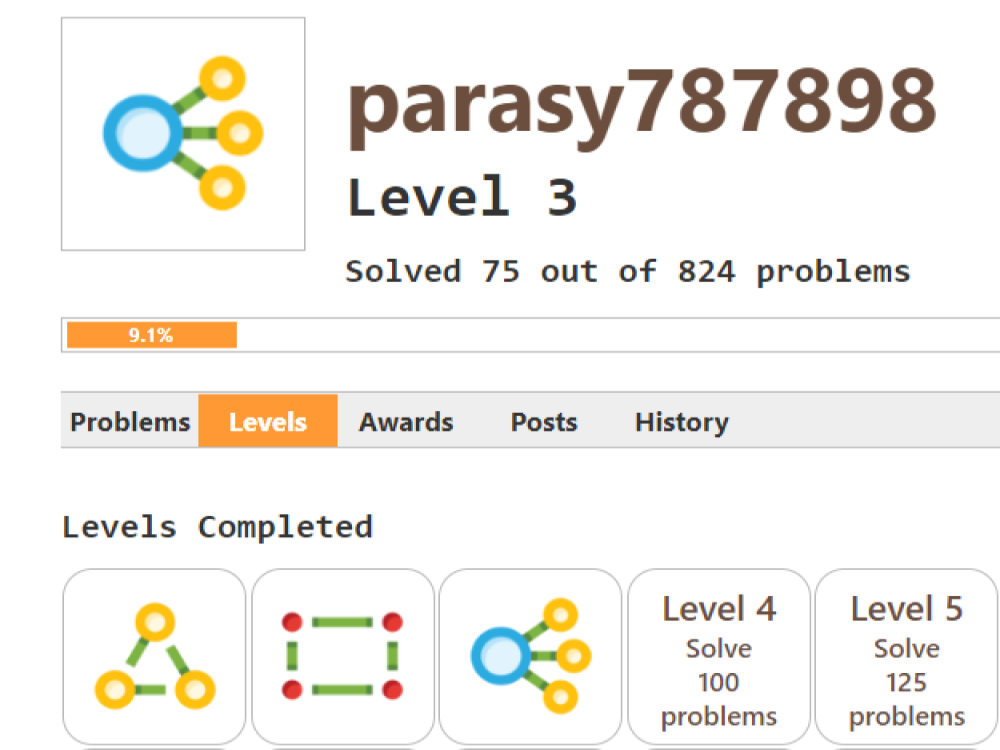 parasy787898
Level 3
Solved 75 out of 824 problems
9.1%
Problems Levels Awards Posts History
Levels Completed
Level 4
Solve
100
problems
Level 5
Solve
125
problems